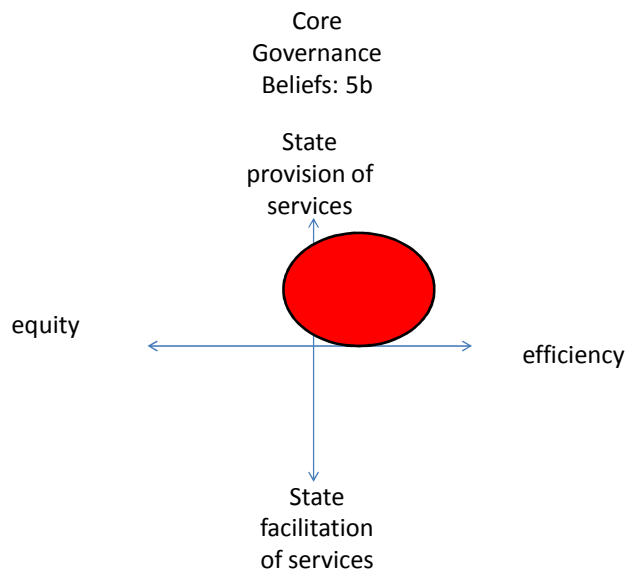 Core
Governance
Beliefs: 5b
State
provision of
services
equity
efficiency
State
facilitation
of services